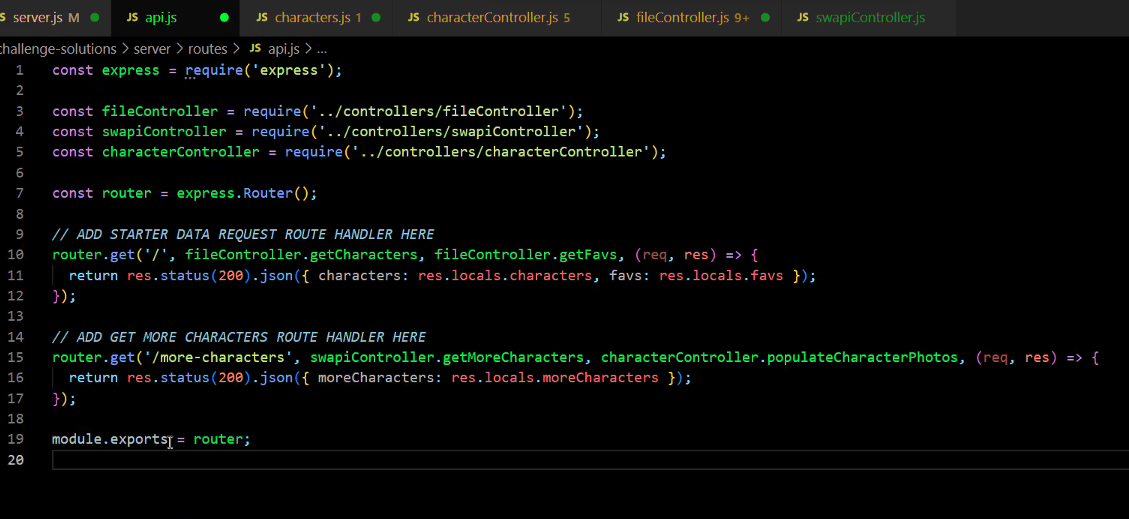 server.js M api.js characters.js 1 characterController.js 5 fileController.js 9+ swapiController.js
challenge-solutions > server > routes > JS api.js > ...
1 const express = require('express');
2
3 const fileController = require('../controllers/fileController');
4 const swapiController = require('../controllers/swapiController');
5 const characterController = require('../controllers/characterController');
6
7 const router = express.Router();
8
9 // ADD STARTER DATA REQUEST ROUTE HANDLER HERE
10 router.get('/', fileController.getCharacters, fileController.getFavs, (req, res) => {
11 return res.status(200).json({ characters: res.locals.characters, favs: res.locals.favs });
12 });
13
14 // ADD GET MORE CHARACTERS ROUTE HANDLER HERE
15 router.get('/more-characters', swapiController.getMoreCharacters, characterController.populateCharacterPhotos, (req, res) => {
16 return res.status(200).json({ moreCharacters: res.locals.moreCharacters });
17 });
18
19 module.exports = router;
20